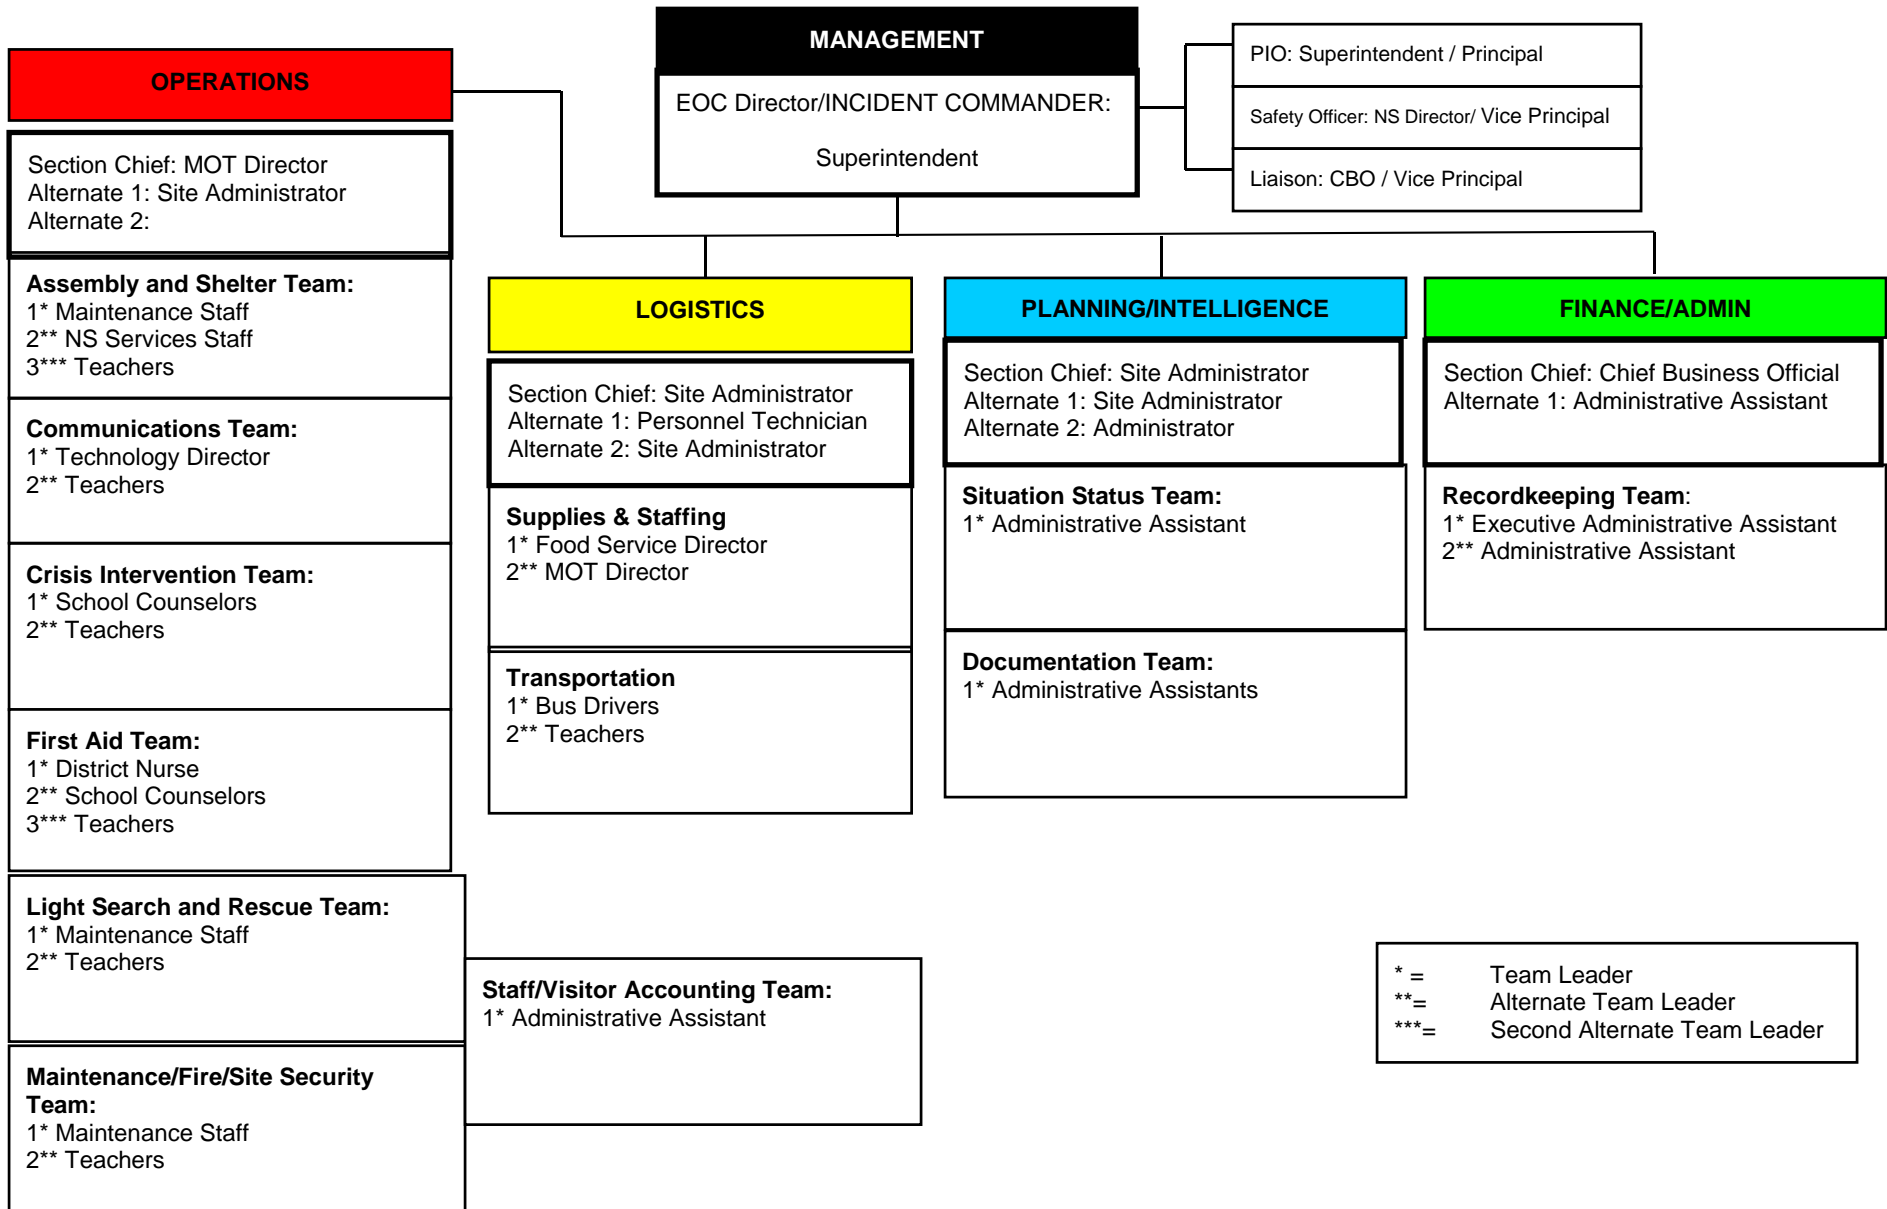 MANAGEMENT
EOC Director/INCIDENT COMMANDER:
Superintendent
PIO: Superintendent / Principal
Safety Officer: NS Director/ Vice Principal
Liaison: CBO / Vice Principal
OPERATIONS
Section Chief: MOT Director
Alternate 1: Site Administrator
Alternate 2:
Assembly and Shelter Team:
1* Maintenance Staff
2** NS Services Staff
3*** Teachers
Communications Team:
1* Technology Director
2** Teachers
Crisis Intervention Team:
1* School Counselors
2** Teachers
First Aid Team:
1* District Nurse
2** School Counselors
3*** Teachers
Light Search and Rescue Team:
1* Maintenance Staff
2** Teachers
Maintenance/Fire/Site Security
Team:
1* Maintenance Staff
2** Teachers
Staff/Visitor Accounting Team:
1* Administrative Assistant
LOGISTICS
Section Chief: Site Administrator
Alternate 1: Personnel Technician
Alternate 2: Site Administrator
Supplies & Staffing
1* Food Service Director
2** MOT Director
Transportation
1* Bus Drivers
2** Teachers
PLANNING/INTELLIGENCE
Section Chief: Site Administrator
Alternate 1: Site Administrator
Alternate 2: Administrator
Situation Status Team:
1* Administrative Assistant
Documentation Team:
1* Administrative Assistants
FINANCE/ADMIN
Section Chief: Chief Business Official
Alternate 1: Administrative Assistant
Recordkeeping Team:
1* Executive Administrative Assistant
2** Administrative Assistant
* = Team Leader
**= Alternate Team Leader
***= Second Alternate Team Leader